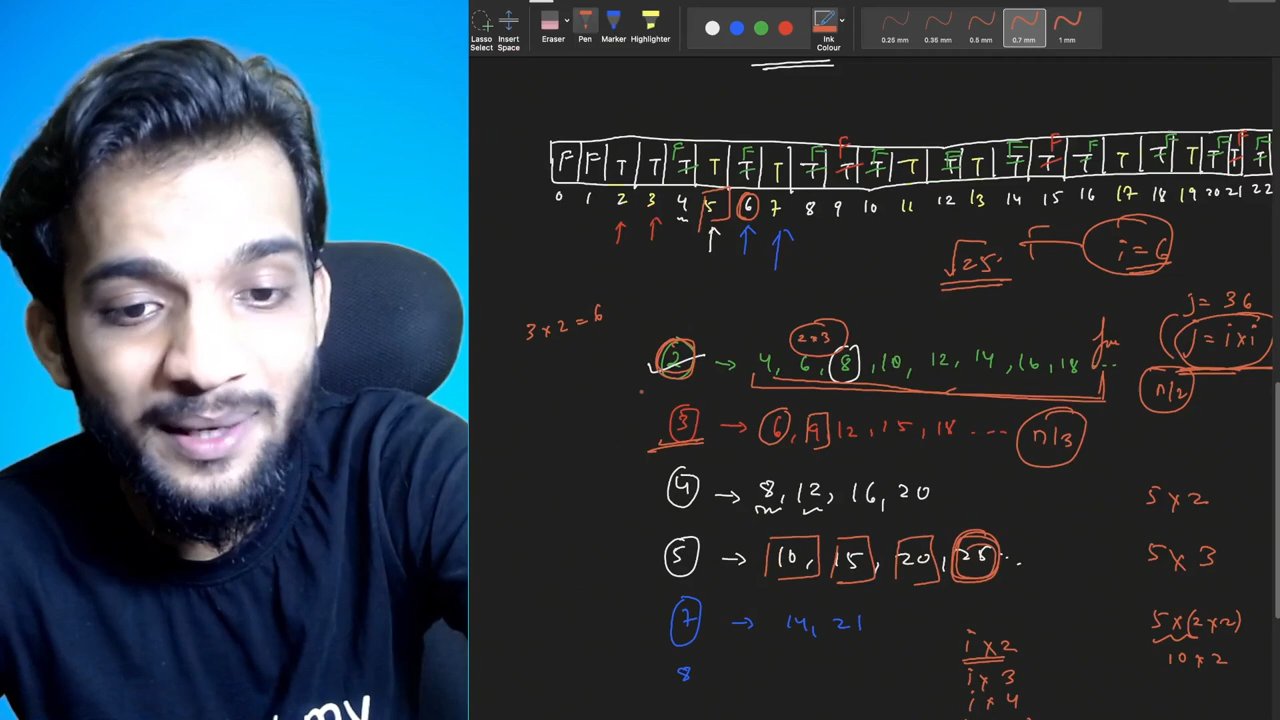 Lasso Select
Insert Space
Eraser
Pen
Marker
Highlighter
Ink Colour
0.25 mm
0.35 mm
0.5 mm
0.7 mm
1 mm
F F T T T T T T T T T T T T T T T T T T T T T
F F F F F F F F F F F F F
0 1 2 3 4 5 6 7 8 9 10 11 12 13 14 15 16 17 18 19 20 21 22
√25
i = 6
j = 36
j = i × i
3 × 2 = 6
2×3
2 → 4, 6, 8, 10, 12, 14, 16, 18 ...
n/2
3 → 6, 9 12, 15, 18 ... n/3
4 → 8, 12, 16, 20
5 × 2
5 → 10, 15, 20, 25 ..
5 × 3
7 → 14, 21
5 × (2 × 2)
10 × 2
8
i × 2
i × 3
i × 4
my